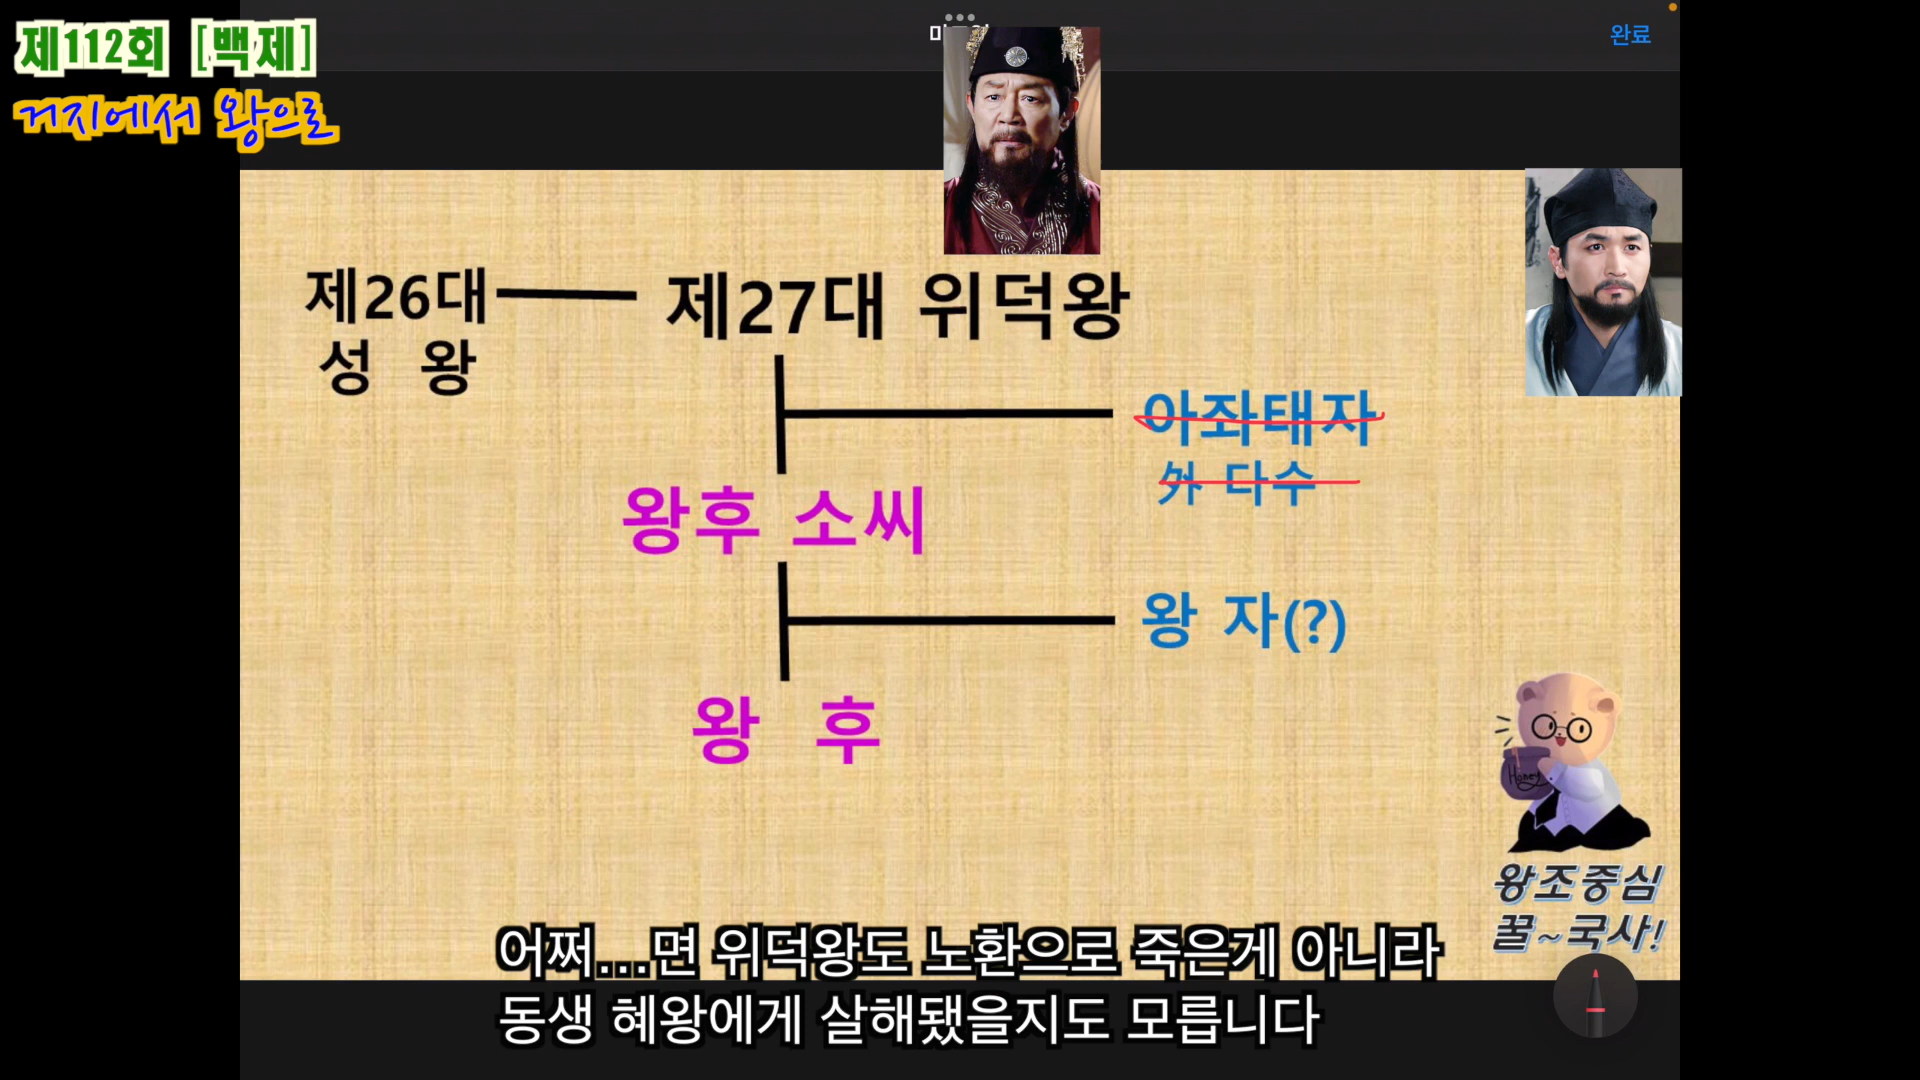 제112회 [백제]
거지에서 왕으로
완료
제26대
성 왕
제27대 위덕왕
아좌태자
外 다수
왕후 소씨
왕 자(?)
왕 후
Honey
왕조중심
꿀~국사!
어쩌...면 위덕왕도 노환으로 죽은게 아니라
동생 혜왕에게 살해됐을지도 모릅니다